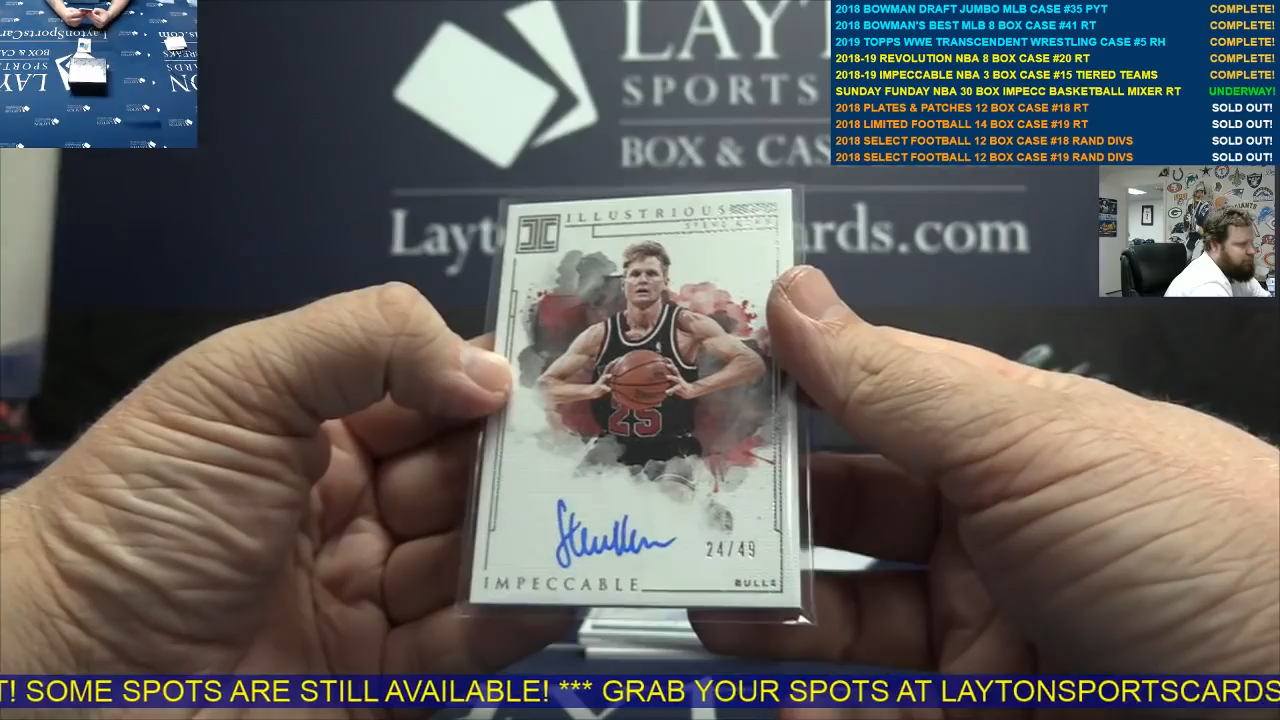 2018 BOWMAN DRAFT JUMBO MLB CASE #35 PYT COMPLETE!
2018 BOWMAN'S BEST MLB 8 BOX CASE #41 RT COMPLETE!
2019 TOPPS WWE TRANSCENDENT WRESTLING CASE #5 RH COMPLETE!
2018-19 REVOLUTION NBA 8 BOX CASE #20 RT COMPLETE!
2018-19 IMPECCABLE NBA 3 BOX CASE #15 TIERED TEAMS COMPLETE!
SUNDAY FUNDAY NBA 30 BOX IMPECC BASKETBALL MIXER RT UNDERWAY!
2018 PLATES & PATCHES 12 BOX CASE #18 RT SOLD OUT!
2018 LIMITED FOOTBALL 14 BOX CASE #19 RT SOLD OUT!
2018 SELECT FOOTBALL 12 BOX CASE #18 RAND DIVS SOLD OUT!
2018 SELECT FOOTBALL 12 BOX CASE #19 RAND DIVS SOLD OUT!
LAYT
SPORTS
BOX & CAS
Layt rds.com
ILLUSTRIOUS
STEVE KERR
25
24/49
IMPECCABLE
BULLS
T! SOME SPOTS ARE STILL AVAILABLE! *** GRAB YOUR SPOTS AT LAYTONSPORTSCARDS